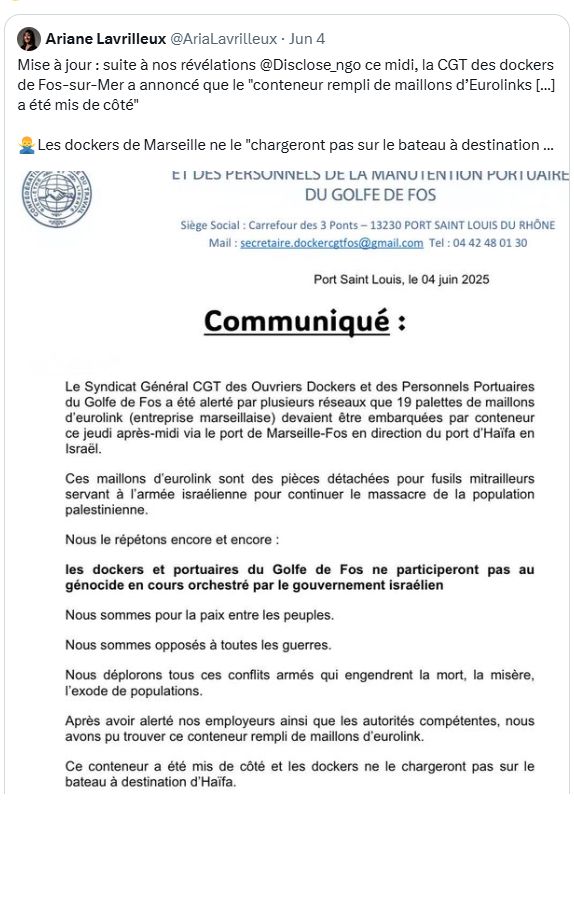 Ariane Lavrilleux @AriaLavrilleux · Jun 4
Mise à jour : suite à nos révélations @Disclose_ngo ce midi, la CGT des dockers
de Fos-sur-Mer a annoncé que le "conteneur rempli de maillons d’Eurolinks [...]
a été mis de côté"
🙅‍♂️Les dockers de Marseille ne le "chargeront pas sur le bateau à destination ...
ET DES PERSONNELS DE LA MANUTENTION PORTUAIRE
DU GOLFE DE FOS
Siège Social : Carrefour des 3 Ponts – 13230 PORT SAINT LOUIS DU RHÔNE
Mail : secretaire.dockercgtfos@gmail.com Tel : 04 42 48 01 30
Port Saint Louis, le 04 juin 2025
Communiqué :
Le Syndicat Général CGT des Ouvriers Dockers et des Personnels Portuaires
du Golfe de Fos a été alerté par plusieurs réseaux que 19 palettes de maillons
d’eurolink (entreprise marseillaise) devaient être embarquées par conteneur
ce jeudi après-midi via le port de Marseille-Fos en direction du port d’Haïfa en
Israël.
Ces maillons d’eurolink sont des pièces détachées pour fusils mitrailleurs
servant à l’armée israélienne pour continuer le massacre de la population
palestinienne.
Nous le répétons encore et encore :
les dockers et portuaires du Golfe de Fos ne participeront pas au
génocide en cours orchestré par le gouvernement israélien
Nous sommes pour la paix entre les peuples.
Nous sommes opposés à toutes les guerres.
Nous déplorons tous ces conflits armés qui engendrent la mort, la misère,
l’exode de populations.
Après avoir alerté nos employeurs ainsi que les autorités compétentes, nous
avons pu trouver ce conteneur rempli de maillons d’eurolink.
Ce conteneur a été mis de côté et les dockers ne le chargeront pas sur le
bateau à destination d’Haïfa.